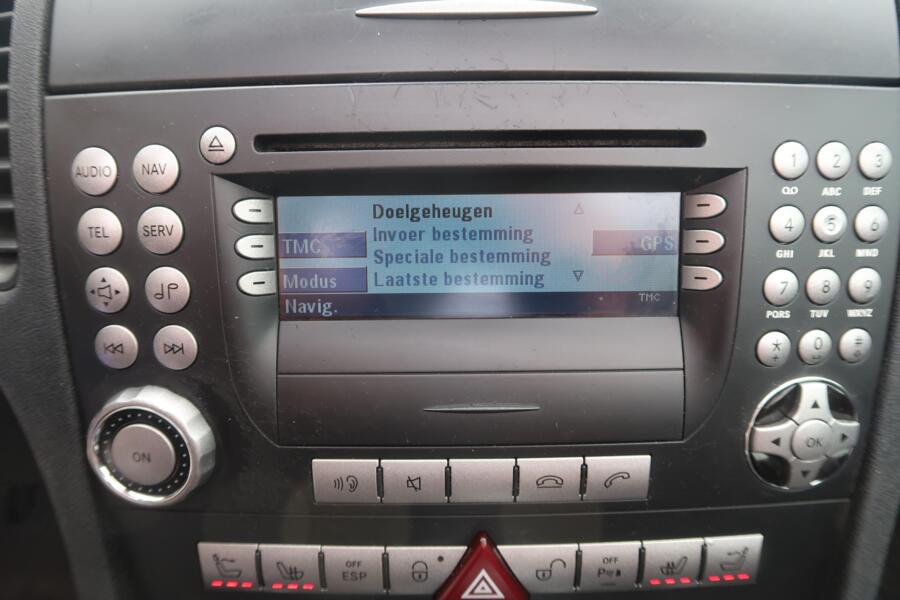 AUDIO
NAV
TEL
SERV
ON
Doelgeheugen
Invoer bestemming
TMC
GPS
Speciale bestemming
Modus
Laatste bestemming
Navig.
TMC
1
2
3
ABC
DEF
4
5
6
GHI
JKL
MNO
7
8
9
PQRS
TUV
WXYZ
*
0
#
+
OK
OFF
ESP
OFF
P